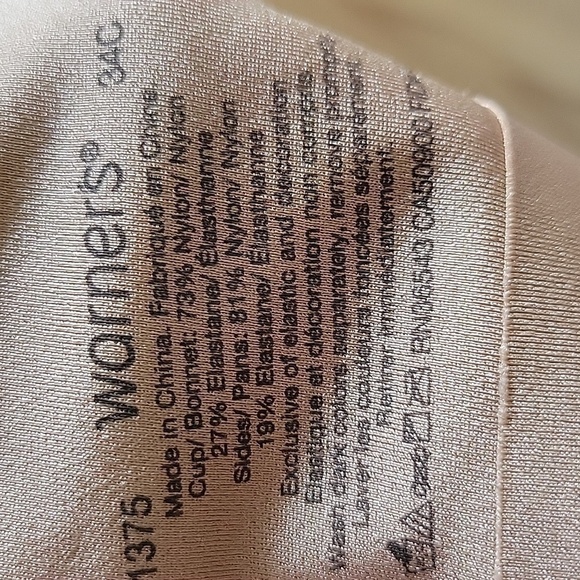 1375 warner's® 34C
Made in China. Fabriqué en Chine
Cup/ Bonnet: 73% Nylon/ Nylon
27% Elastane/ Élasthanne
Sides/ Pans: 81% Nylon/ Nylon
19% Elastane/ Élasthanne
Exclusive of elastic and decoration
Élastique et décoration non compris
Wash dark colors separately, remove
Laver les couleurs foncées séparément.
Retirer immédiatement.
RN06543 CA50900